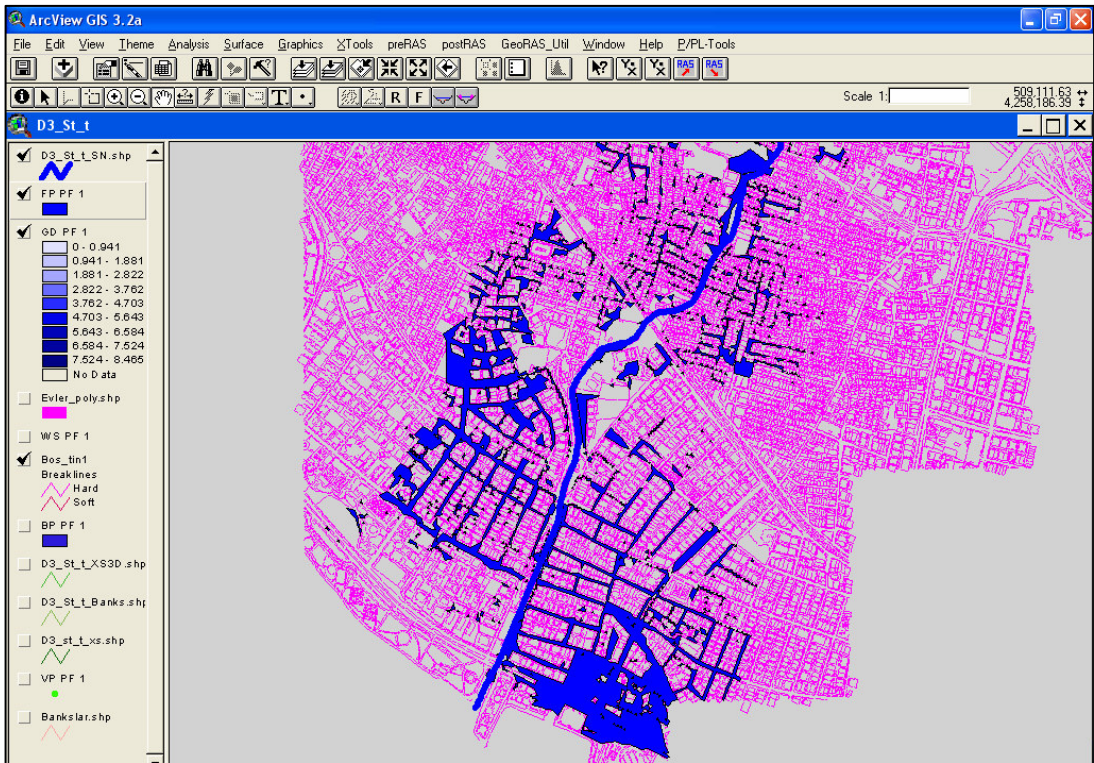 ArcView GIS 3.2a
File Edit View Theme Analysis Surface Graphics XTools preRAS postRAS GeoRAS_Util Window Help P/PL-Tools
RAS RAS
T R F Scale 1: 509,111.63
4,258,186.39
D3_St_t
D3_St_t_SN.shp
FP PF 1
GD PF 1
0 - 0.941
0.941 - 1.881
1.881 - 2.822
2.822 - 3.762
3.762 - 4.703
4.703 - 5.643
5.643 - 6.584
6.584 - 7.524
7.524 - 8.465
No Data
Evler_poly.shp
WS PF 1
Bos_tin1
Breaklines
Hard
Soft
BP PF 1
D3_St_t_XS3D.shp
D3_St_t_Banks.shp
D3_st_t_xs.shp
VP PF 1
Bankslar.shp